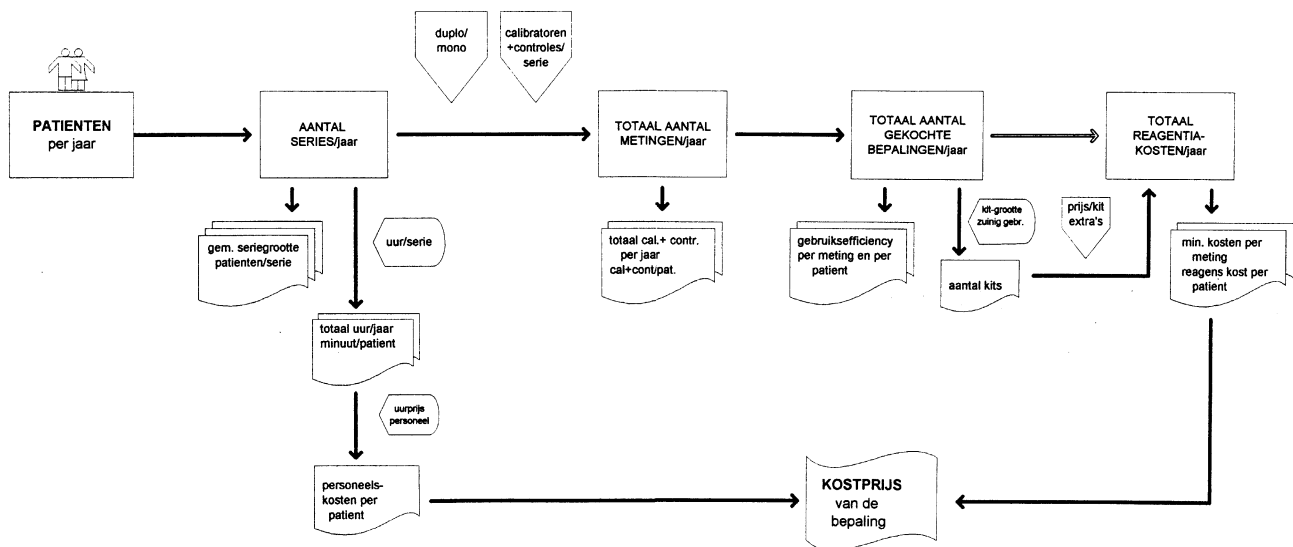 duplo/
mono
calibratoren
+controles/
serie
PATIENTEN
per jaar
AANTAL
SERIES/jaar
TOTAAL AANTAL
METINGEN/jaar
TOTAAL AANTAL
GEKOCHTE
BEPALINGEN/jaar
TOTAAL
REAGENTIA-
KOSTEN/jaar
gem. seriegrootte
patienten/serie
uur/serie
totaal cal.+ contr.
per jaar
cal+cont/pat.
gebruiksefficiency
per meting en per
patient
kit-grootte
zuinig gebr.
prijs/kit
extra's
aantal kits
min. kosten per
meting
reagens kost per
patient
totaal uur/jaar
minuut/patient
uurprijs
personeel
personeels-
kosten per
patient
KOSTPRIJS
van de
bepaling